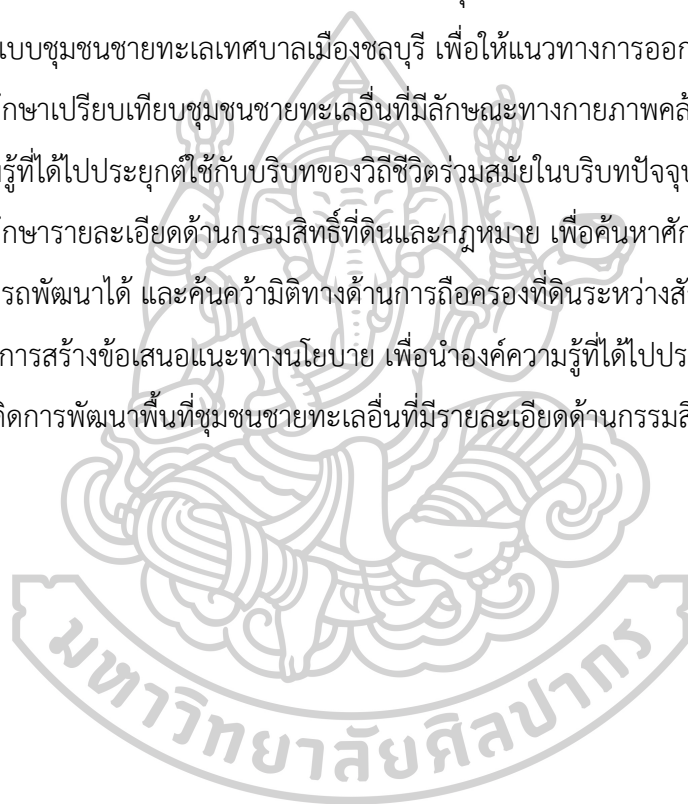 แบบชุมชนชายทะเลเทศบาลเมืองชลบุรี เพื่อให้แนวทางการออก
กษาเปรียบเทียบชุมชนชายทะเลอื่นที่มีลักษณะทางกายภาพคล้
รู้ที่ได้ไปประยุกต์ใช้กับบริบทของวิถีชีวิตร่วมสมัยในบริบทปัจจุบ
กษารายละเอียดด้านกรรมสิทธิ์ที่ดินและกฎหมาย เพื่อค้นหาศัก
รถพัฒนาได้ และค้นคว้ามิติทางด้านการถือครองที่ดินระหว่างสั
การสร้างข้อเสนอแนะทางนโยบาย เพื่อนำองค์ความรู้ที่ได้ไปประ
กิดการพัฒนาพื้นที่ชุมชนชายทะเลอื่นที่มีรายละเอียดด้านกรรมสิ
มหาวิทยาลัยศิลปากร